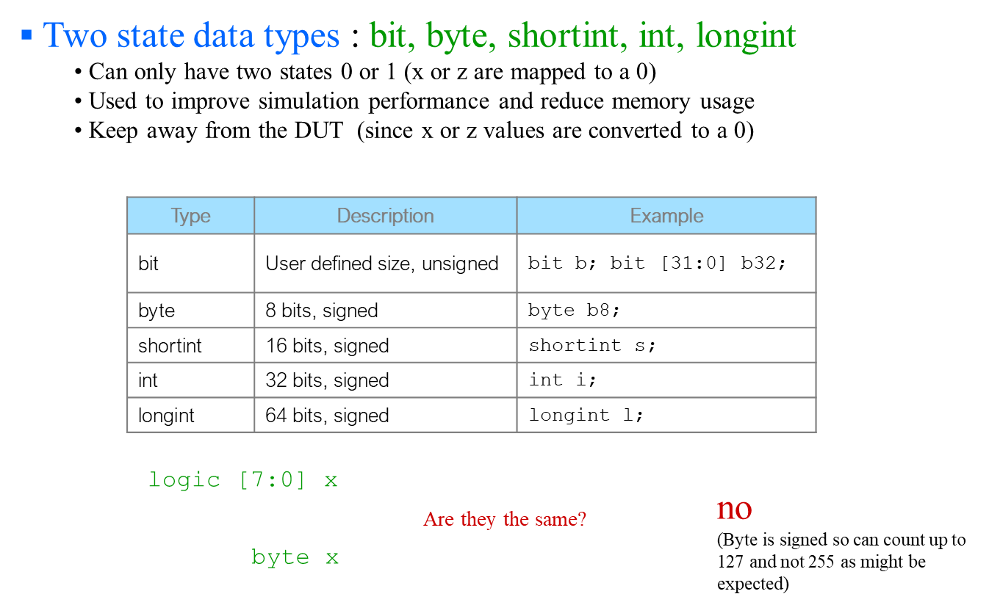 ▪ Two state data types : bit, byte, shortint, int, longint
• Can only have two states 0 or 1 (x or z are mapped to a 0)
• Used to improve simulation performance and reduce memory usage
• Keep away from the DUT (since x or z values are converted to a 0)
Type Description Example
bit User defined size, unsigned bit b; bit [31:0] b32;
byte 8 bits, signed byte b8;
shortint 16 bits, signed shortint s;
int 32 bits, signed int i;
longint 64 bits, signed longint l;
logic [7:0] x
Are they the same?
byte x
no
(Byte is signed so can count up to
127 and not 255 as might be
expected)